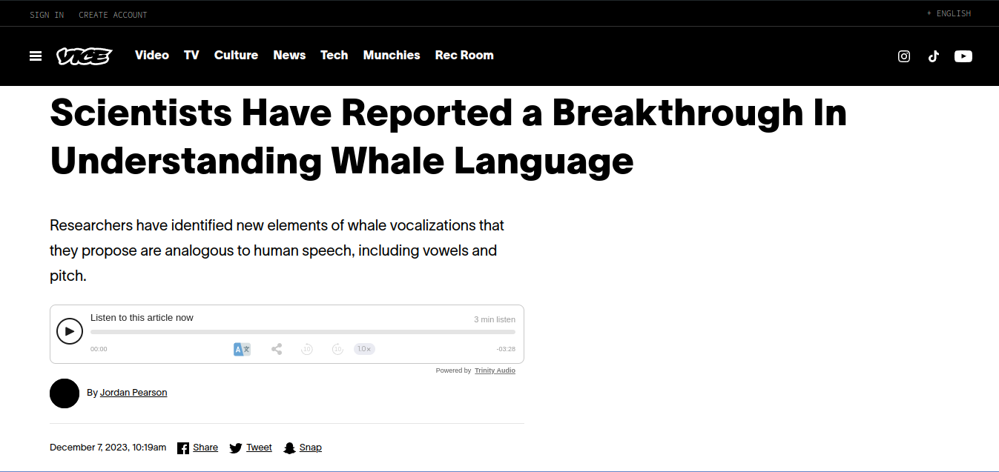 SIGN IN CREATE ACCOUNT + ENGLISH
VICE Video TV Culture News Tech Munchies Rec Room
Scientists Have Reported a Breakthrough In
Understanding Whale Language
Researchers have identified new elements of whale vocalizations that
they propose are analogous to human speech, including vowels and
pitch.
Listen to this article now
3 min listen
00:00 A 文 10 10 1.0× -03:28
Powered by Trinity Audio
By Jordan Pearson
December 7, 2023, 10:19am Share Tweet Snap